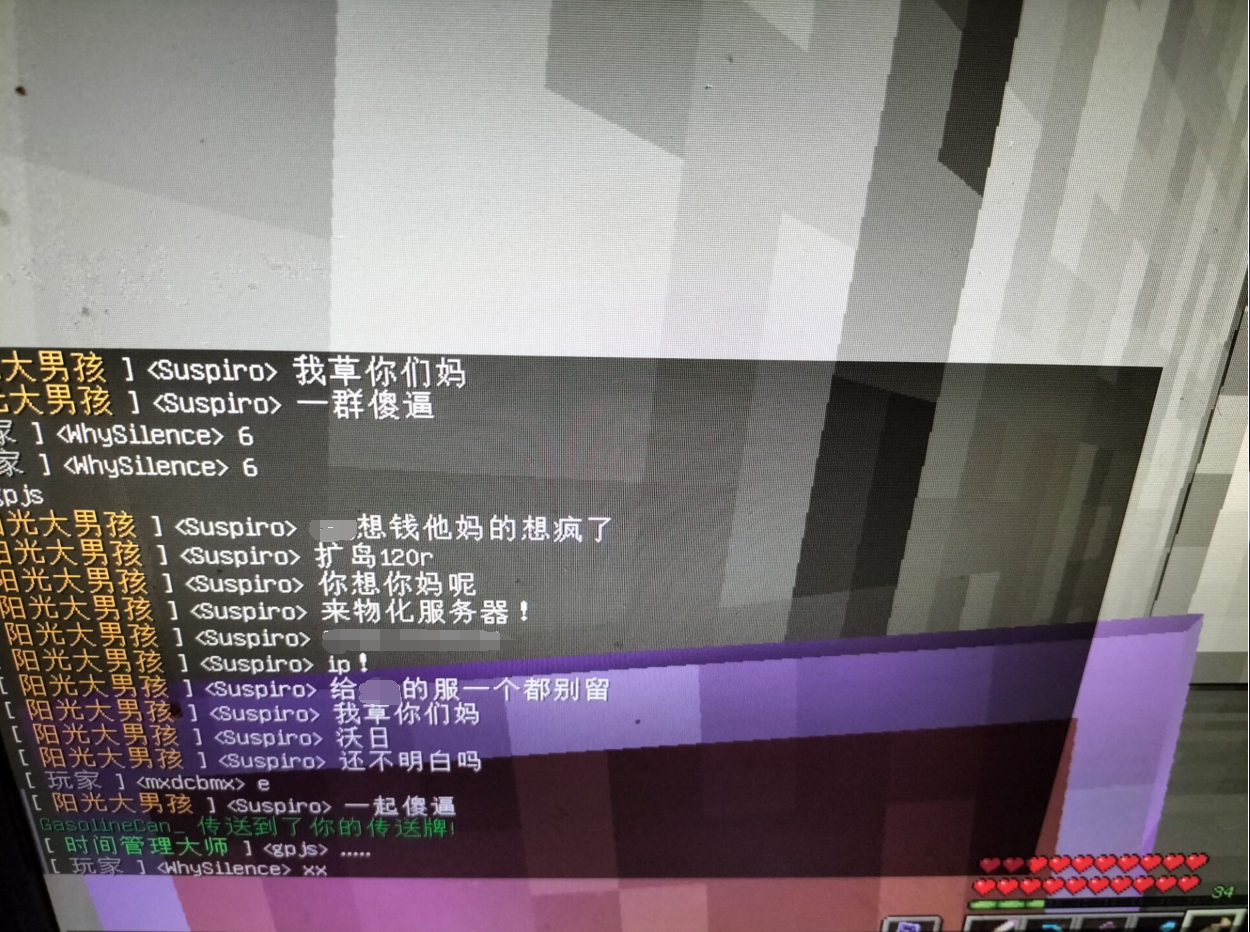 大男孩 ] <Suspiro> 我草你们妈
光大男孩 ] <Suspiro> 一群傻逼
家 ] <WhySilence> 6
家 ] <WhySilence> 6
gpjs
阳光大男孩 ] <Suspiro> 想钱他妈的想疯了
阳光大男孩 ] <Suspiro> 扩岛120r
阳光大男孩 ] <Suspiro> 你想你妈呢
阳光大男孩 ] <Suspiro> 来物化服务器!
阳光大男孩 ] <Suspiro>
阳光大男孩 ] <Suspiro> ip!
[ 阳光大男孩 ] <Suspiro> 给 的服一个都别留
[ 阳光大男孩 ] <Suspiro> 我草你们妈
[ 阳光大男孩 ] <Suspiro> 沃日
[ 阳光大男孩 ] <Suspiro> 还不明白吗
[ 玩家 ] <mxdcbmx> e
[ 阳光大男孩 ] <Suspiro> 一起傻逼
GasolineCan_ 传送到了你的传送牌!
[ 时间管理大师 ] <gpjs> .....
[ 玩家 ] <WhySilence> xx
34